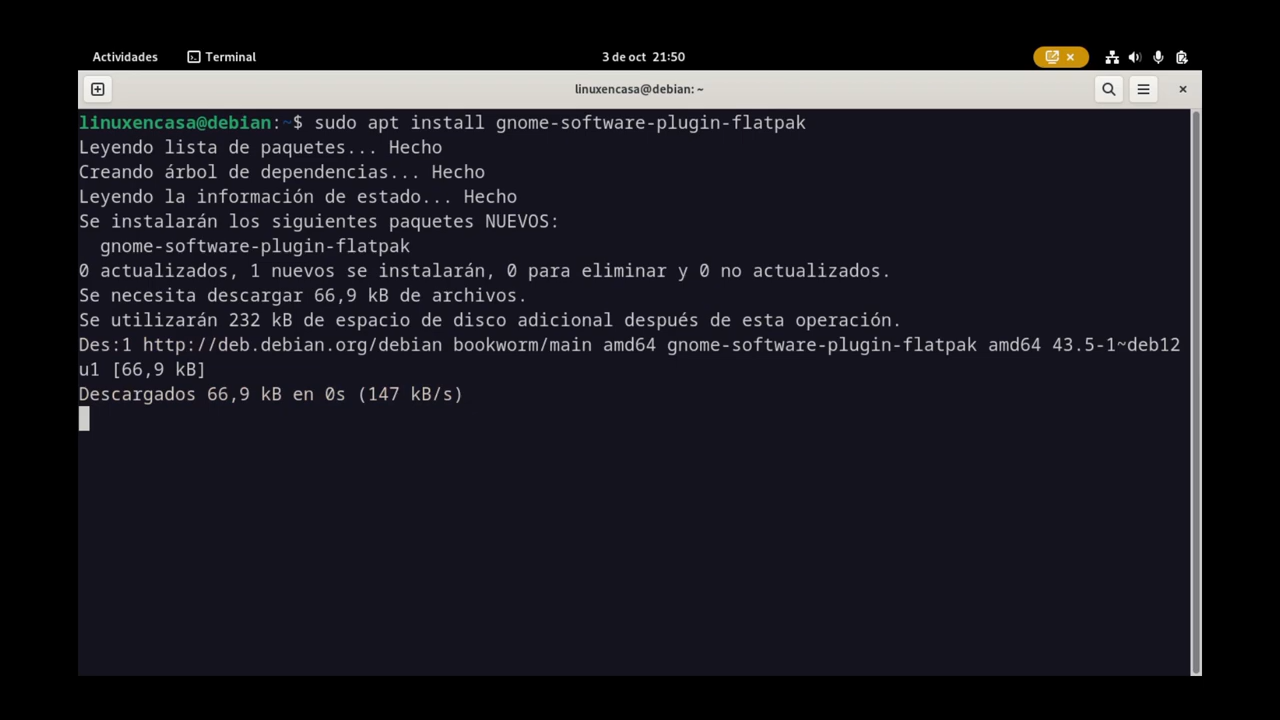 Actividades Terminal 3 de oct 21:50
linuxencasa@debian: ~
linuxencasa@debian:~$ sudo apt install gnome-software-plugin-flatpak
Leyendo lista de paquetes... Hecho
Creando árbol de dependencias... Hecho
Leyendo la información de estado... Hecho
Se instalarán los siguientes paquetes NUEVOS:
  gnome-software-plugin-flatpak
0 actualizados, 1 nuevos se instalarán, 0 para eliminar y 0 no actualizados.
Se necesita descargar 66,9 kB de archivos.
Se utilizarán 232 kB de espacio de disco adicional después de esta operación.
Des:1 http://deb.debian.org/debian bookworm/main amd64 gnome-software-plugin-flatpak amd64 43.5-1~deb12
u1 [66,9 kB]
Descargados 66,9 kB en 0s (147 kB/s)